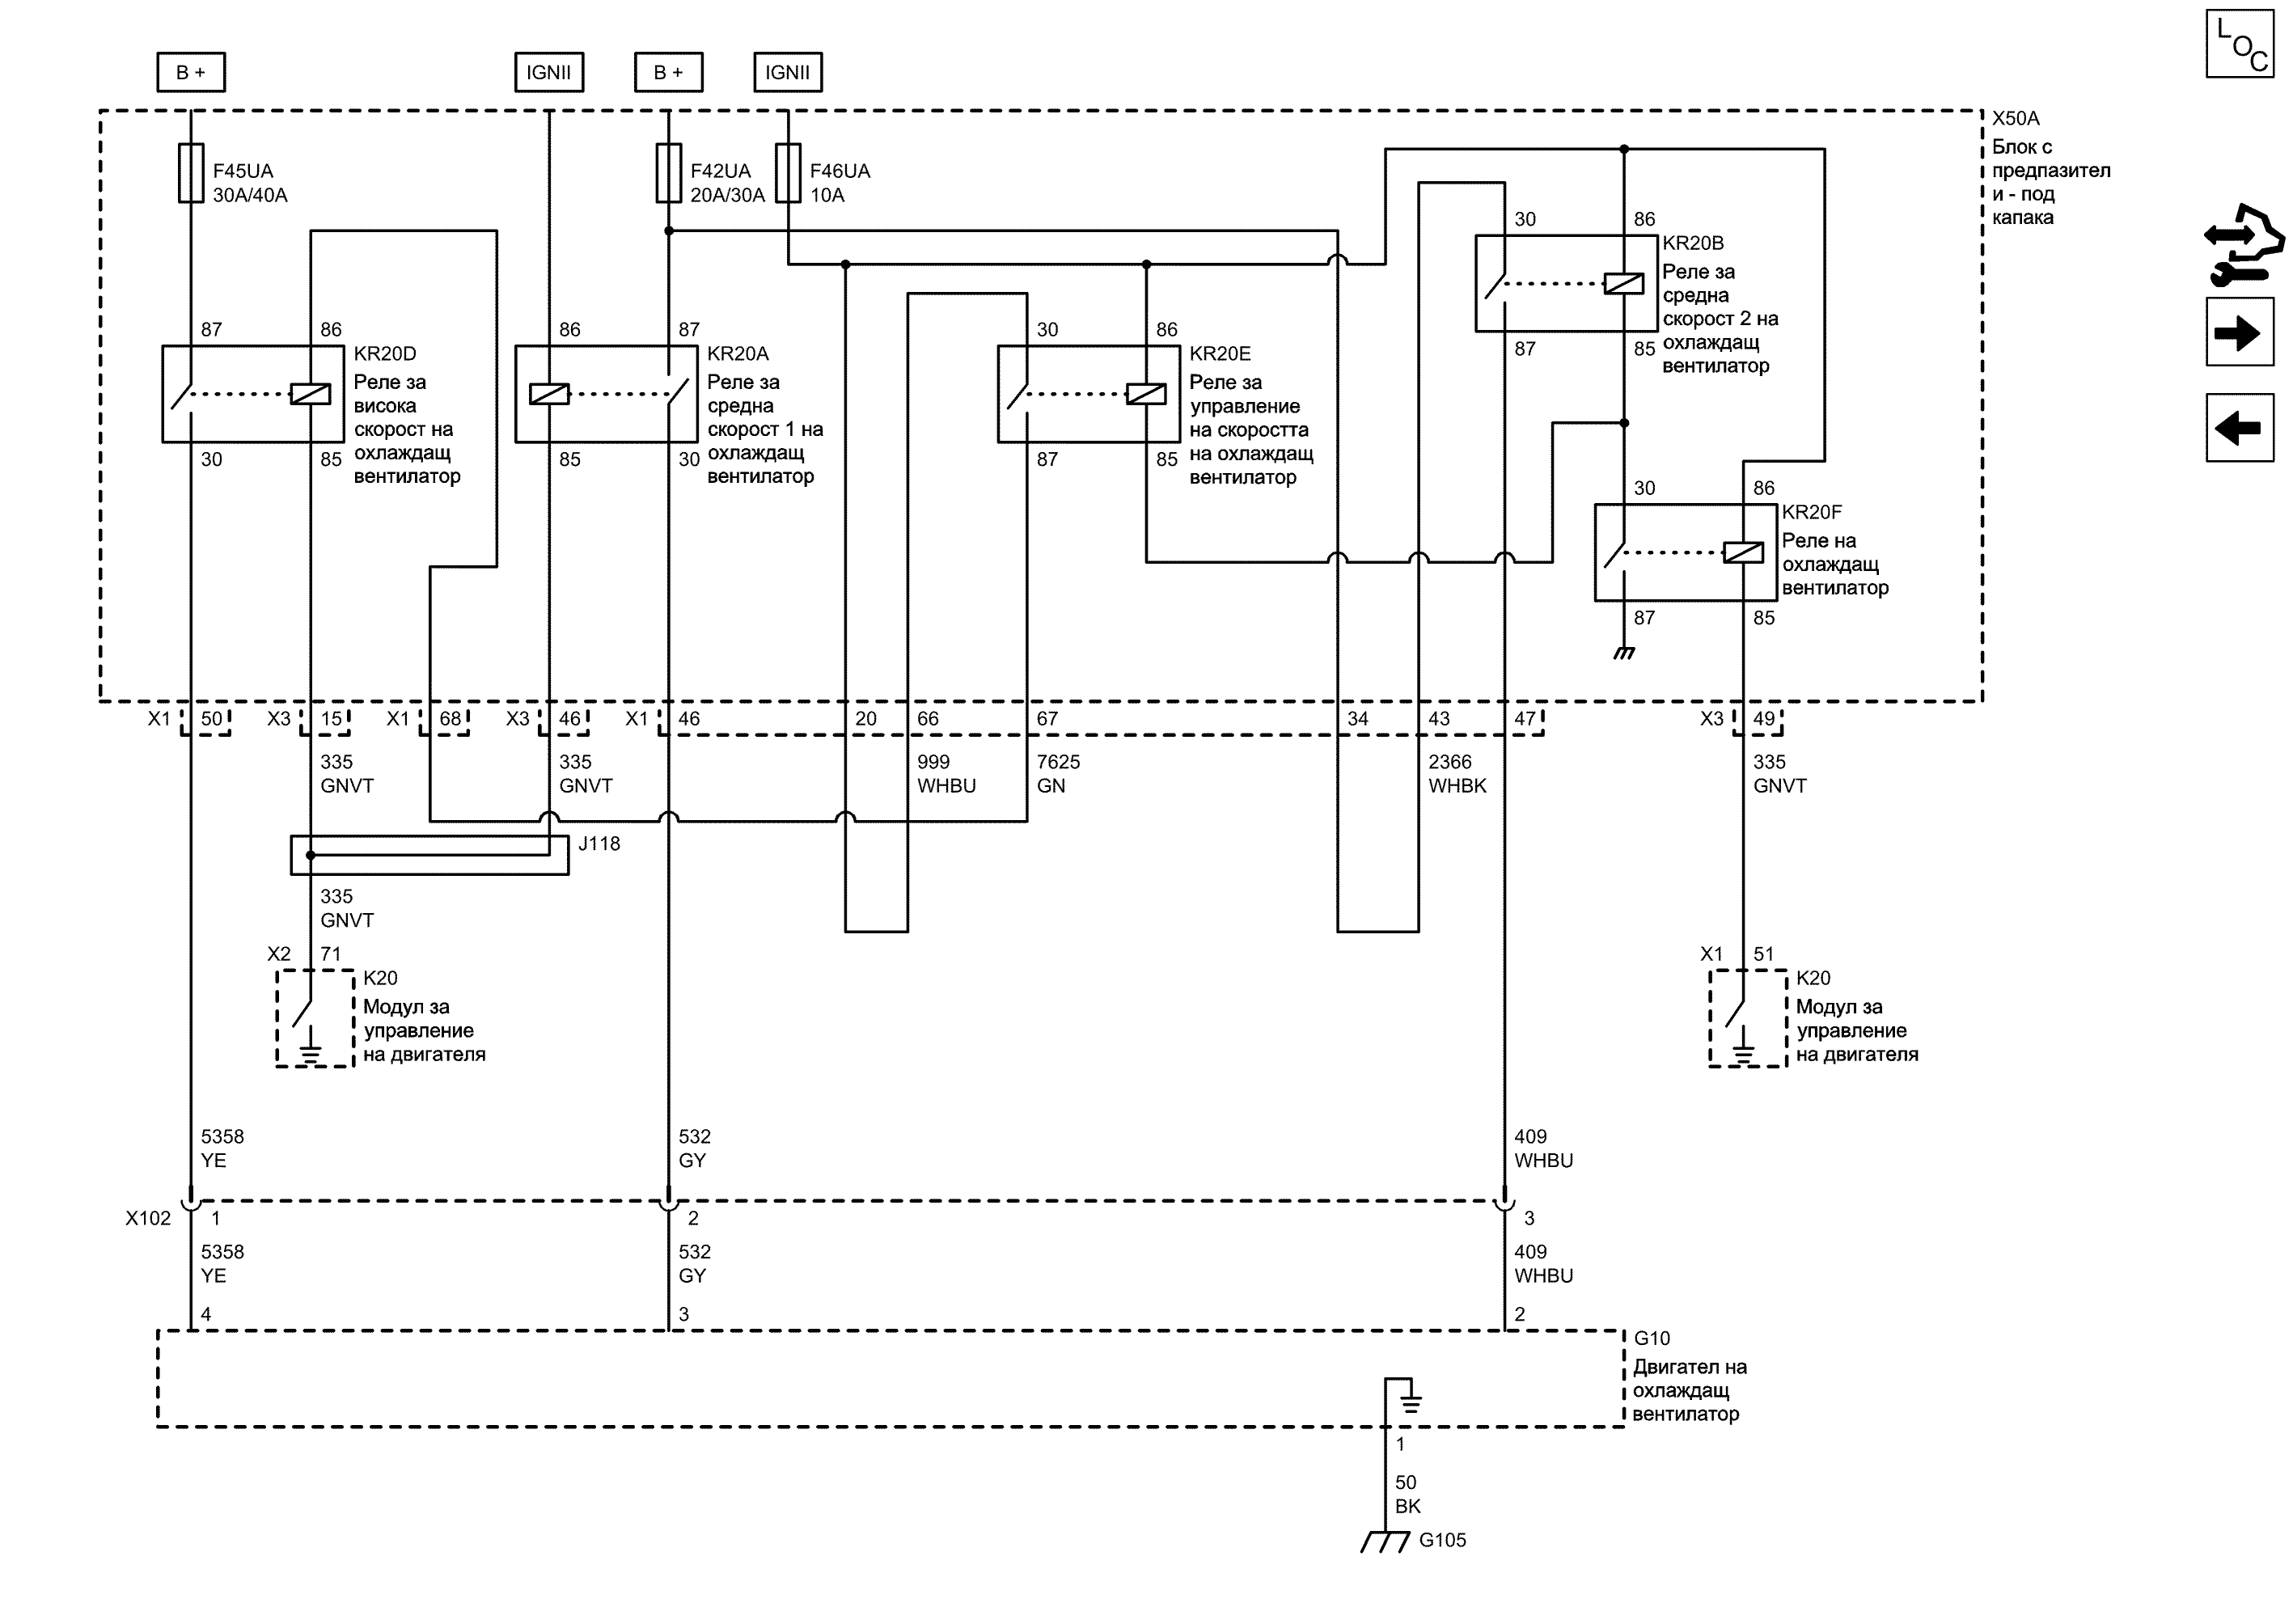 L
O
C
B +
IGNII
B +
IGNII
X50A
Блок с
предпазител
и - под
капака
F45UA
30A/40A
F42UA
20A/30A
F46UA
10A
30
86
KR20B
Реле за
средна
скорост 2 на
охлаждащ
вентилатор
87
85
87
86
KR20D
Реле за
висока
скорост на
охлаждащ
вентилатор
30
85
86
87
KR20A
Реле за
средна
скорост 1 на
охлаждащ
вентилатор
85
30
30
86
KR20E
Реле за
управление
на скоростта
на охлаждащ
вентилатор
87
85
30
86
KR20F
Реле на
охлаждащ
вентилатор
87
85
X1
50
X3
15
X1
68
X3
46
X1
46
20
66
67
34
43
47
X3
49
335
GNVT
335
GNVT
999
WHBU
7625
GN
2366
WHBK
335
GNVT
J118
335
GNVT
X2
71
K20
Модул за
управление
на двигателя
X1
51
K20
Модул за
управление
на двигателя
5358
YE
532
GY
409
WHBU
X102
1
2
3
5358
YE
532
GY
409
WHBU
4
3
2
G10
Двигател на
охлаждащ
вентилатор
1
50
BK
G105